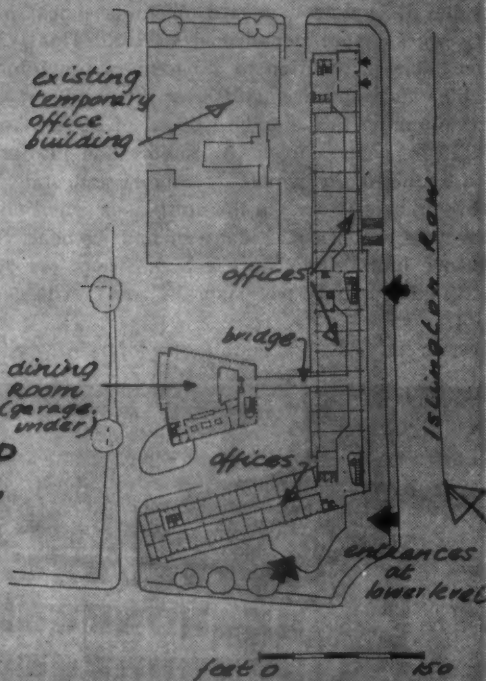 existing
temporary
office
building
offices
Islington Row
bridge
dining
Room
(garage
under)
offices
entrances
at
lower level
feet 0 150